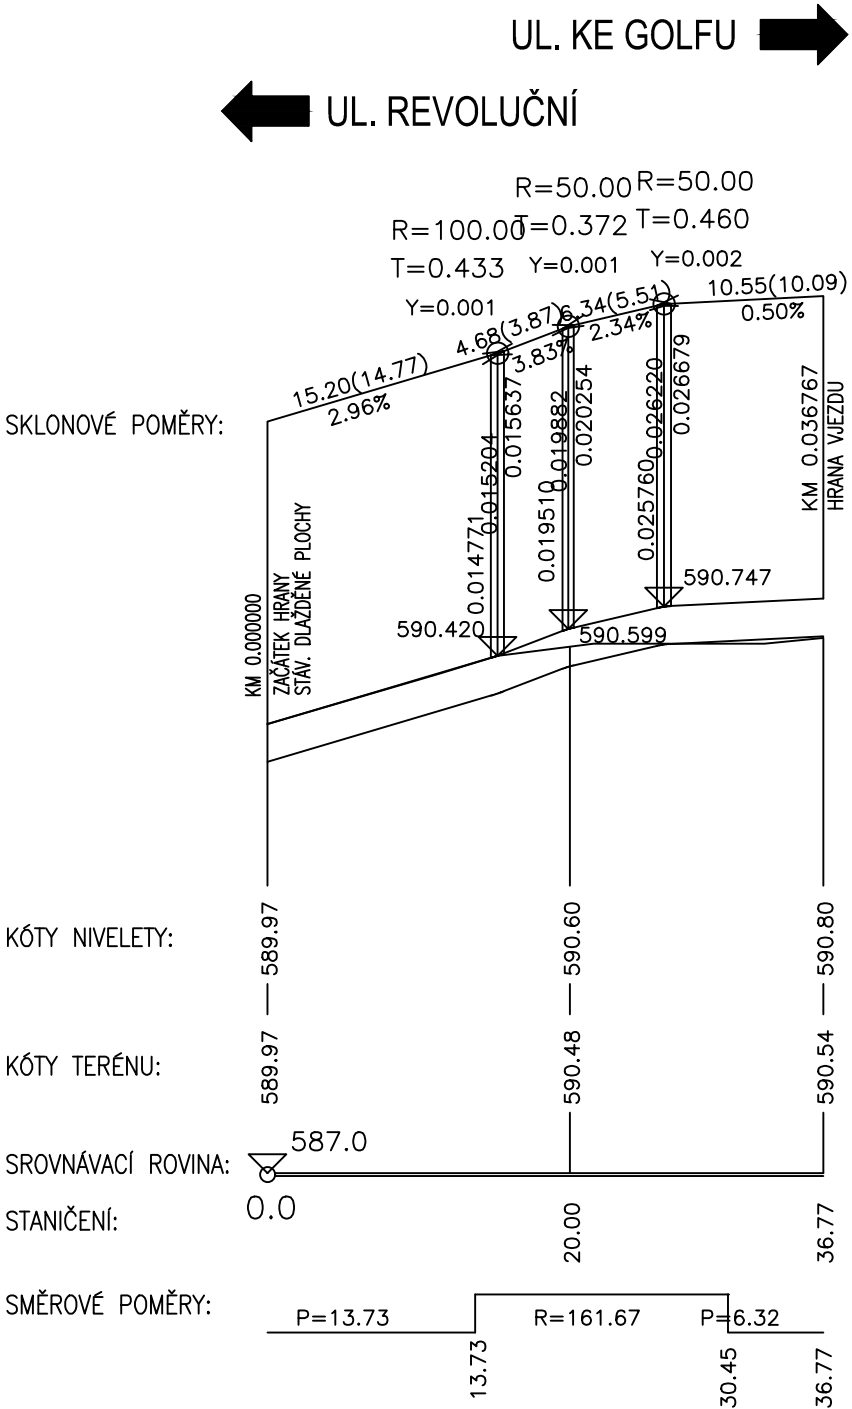 UL. KE GOLFU
UL. REVOLUČNÍ
R=50.00
R=50.00
T=0.372
T=0.460
R=100.00
T=0.433
Y=0.001
Y=0.001
Y=0.002
4.68(3.87)
6.34(5.51)
10.55(10.09)
3.83%
2.34%
0.50%
15.20(14.77)
2.96%
SKLONOVÉ POMĚRY:
0.014771
0.015204
0.015637
0.019510
0.019882
0.020254
0.025760
0.026220
0.026679
KM 0.036767
HRANA VJEZDU
KM 0.000000
ZAČÁTEK HRANY
STÁV. DLAŽDĚNÉ PLOCHY
590.420
590.599
590.747
KÓTY NIVELETY:
589.97
590.60
590.80
KÓTY TERÉNU:
589.97
590.48
590.54
SROVNÁVACÍ ROVINA:
587.0
STANIČENÍ:
0.0
20.00
36.77
SMĚROVÉ POMĚRY:
P=13.73
R=161.67
P=6.32
13.73
30.45
36.77